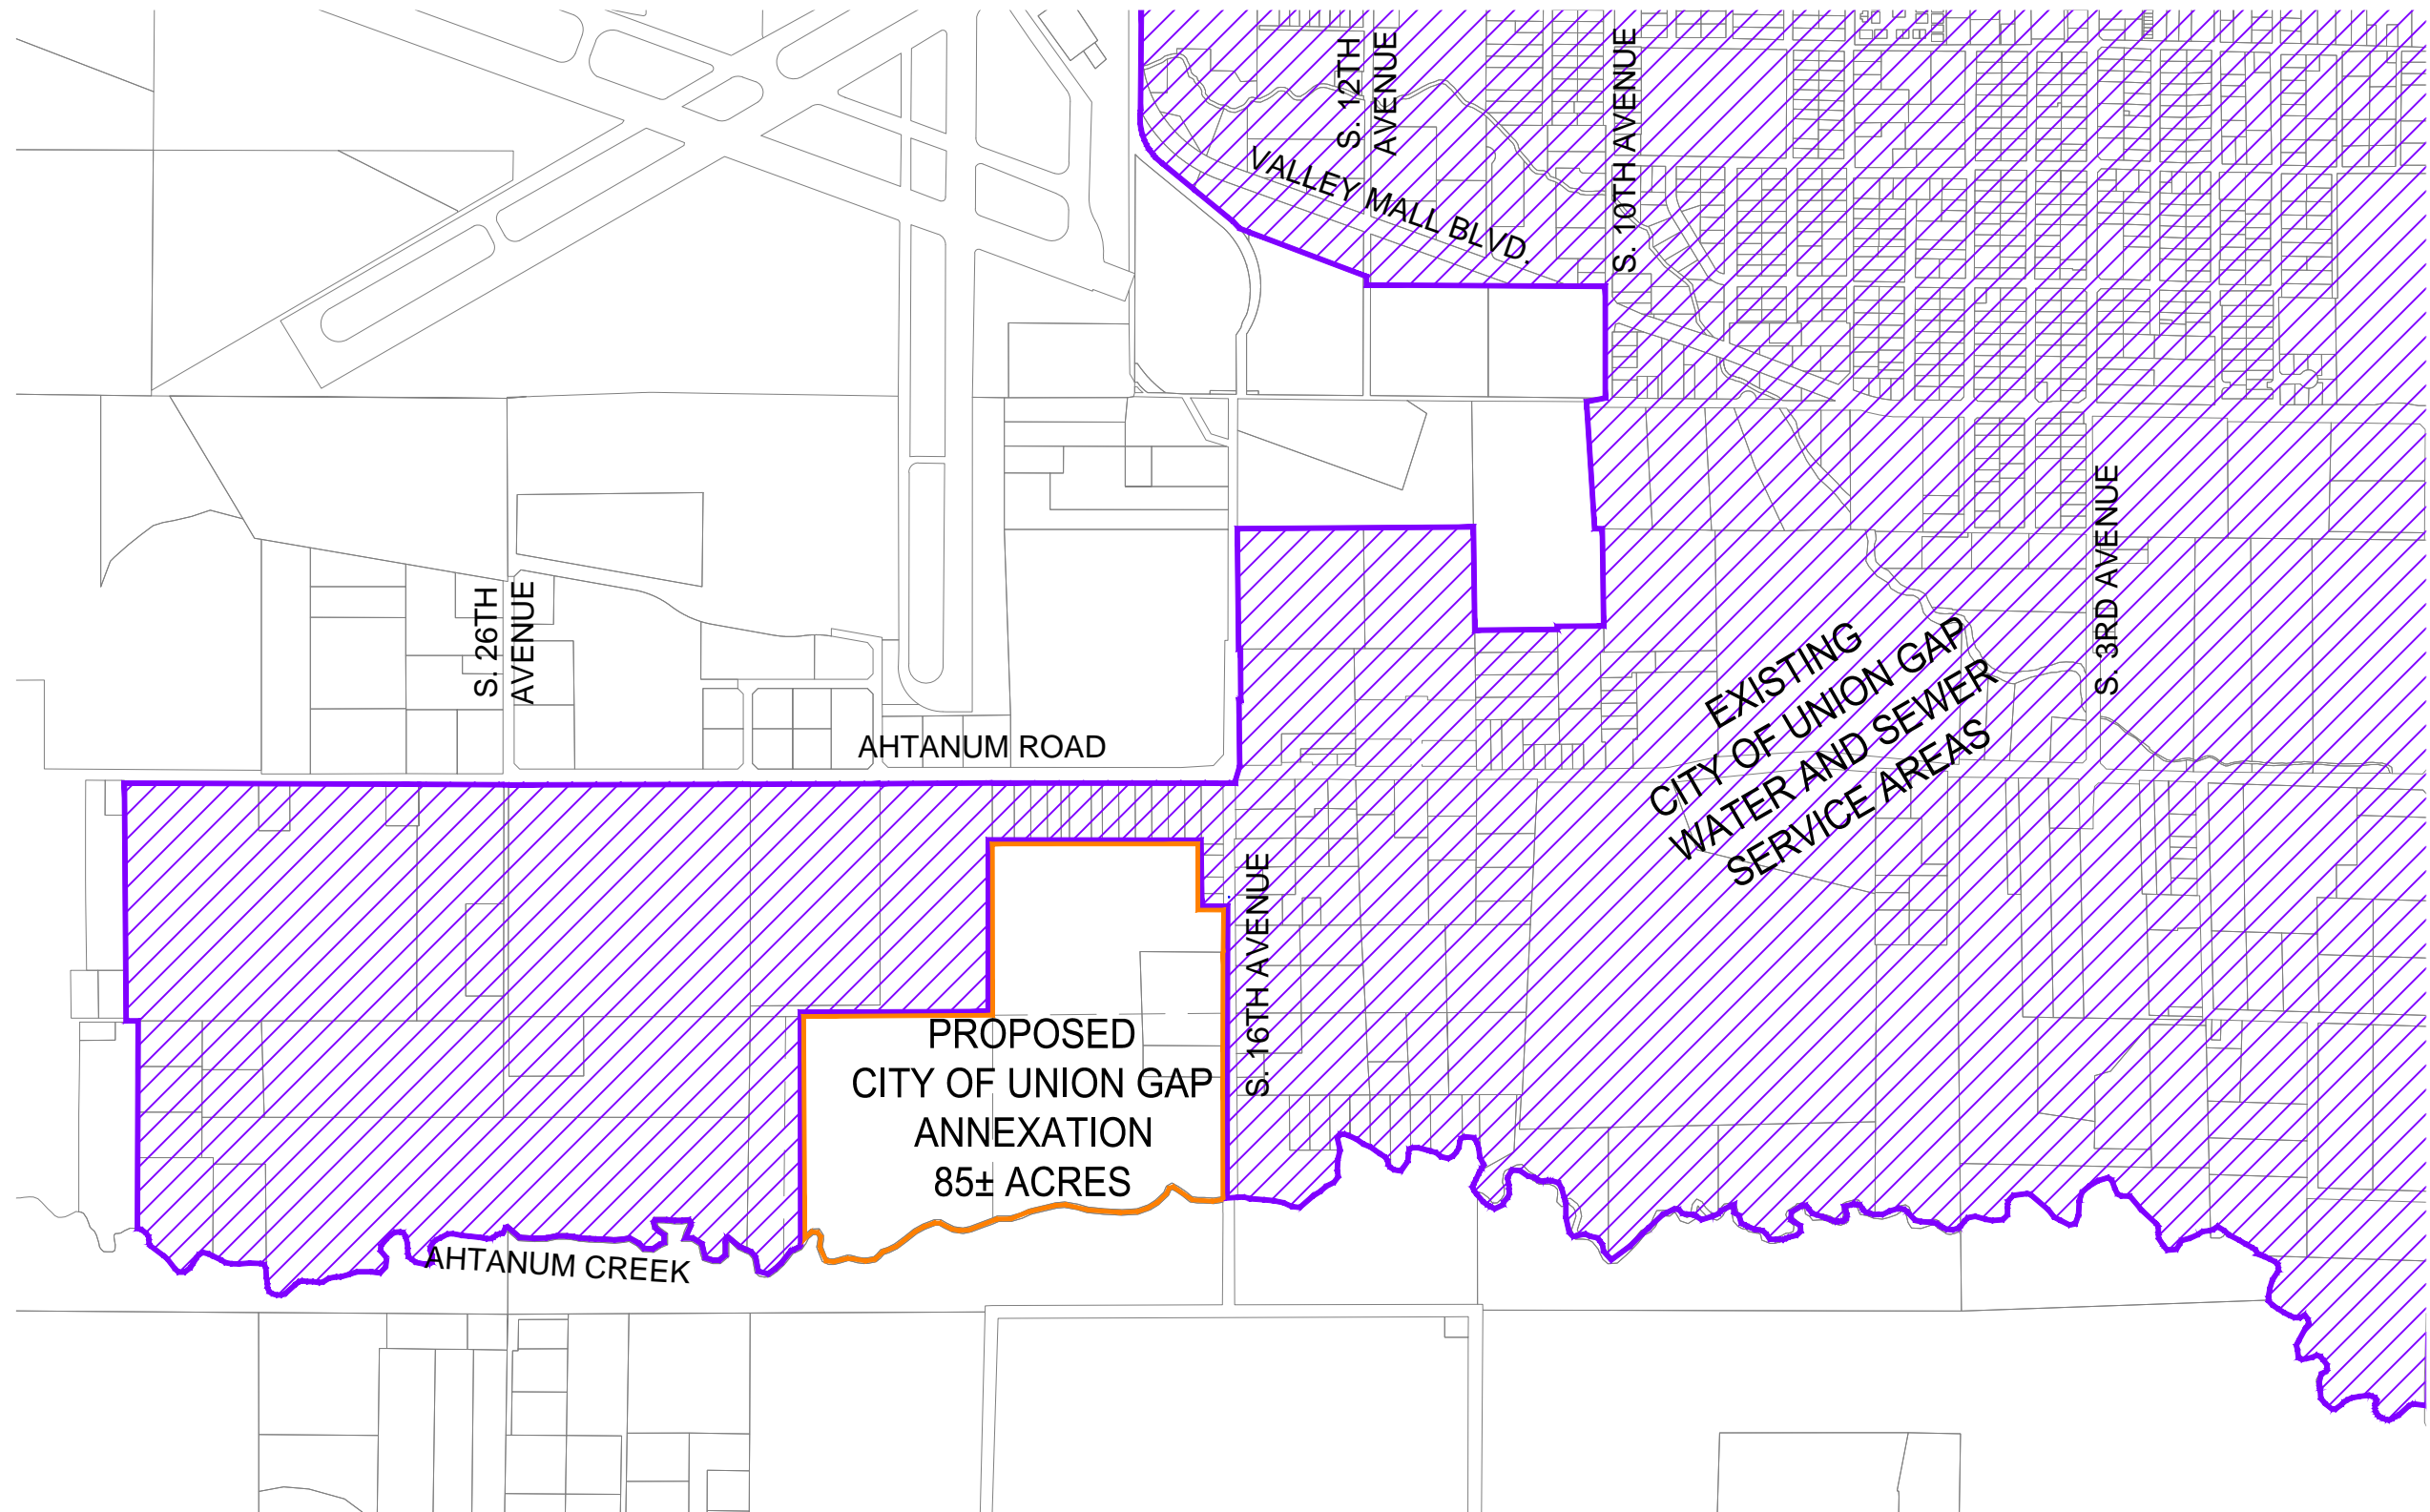 S. 12TH
AVENUE
S. 10TH AVENUE
VALLEY MALL BLVD.
S. 3RD AVENUE
S. 26TH
AVENUE
EXISTING
CITY OF UNION GAP
WATER AND SEWER
SERVICE AREAS
AHTANUM ROAD
S. 16TH AVENUE
PROPOSED
CITY OF UNION GAP
ANNEXATION
85± ACRES
AHTANUM CREEK